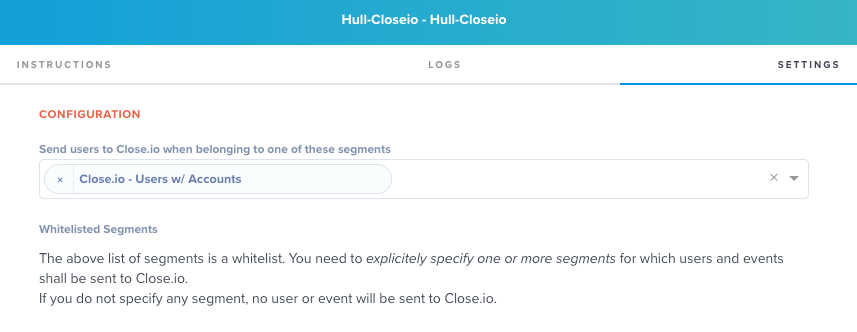 Hull-Closeio - Hull-Closeio
INSTRUCTIONS
LOGS
SETTINGS
CONFIGURATION
Send users to Close.io when belonging to one of these segments
× Close.io - Users w/ Accounts ×
Whitelisted Segments
The above list of segments is a whitelist. You need to explicitely specify one or more segments for which users and events
shall be sent to Close.io.
If you do not specify any segment, no user or event will be sent to Close.io.